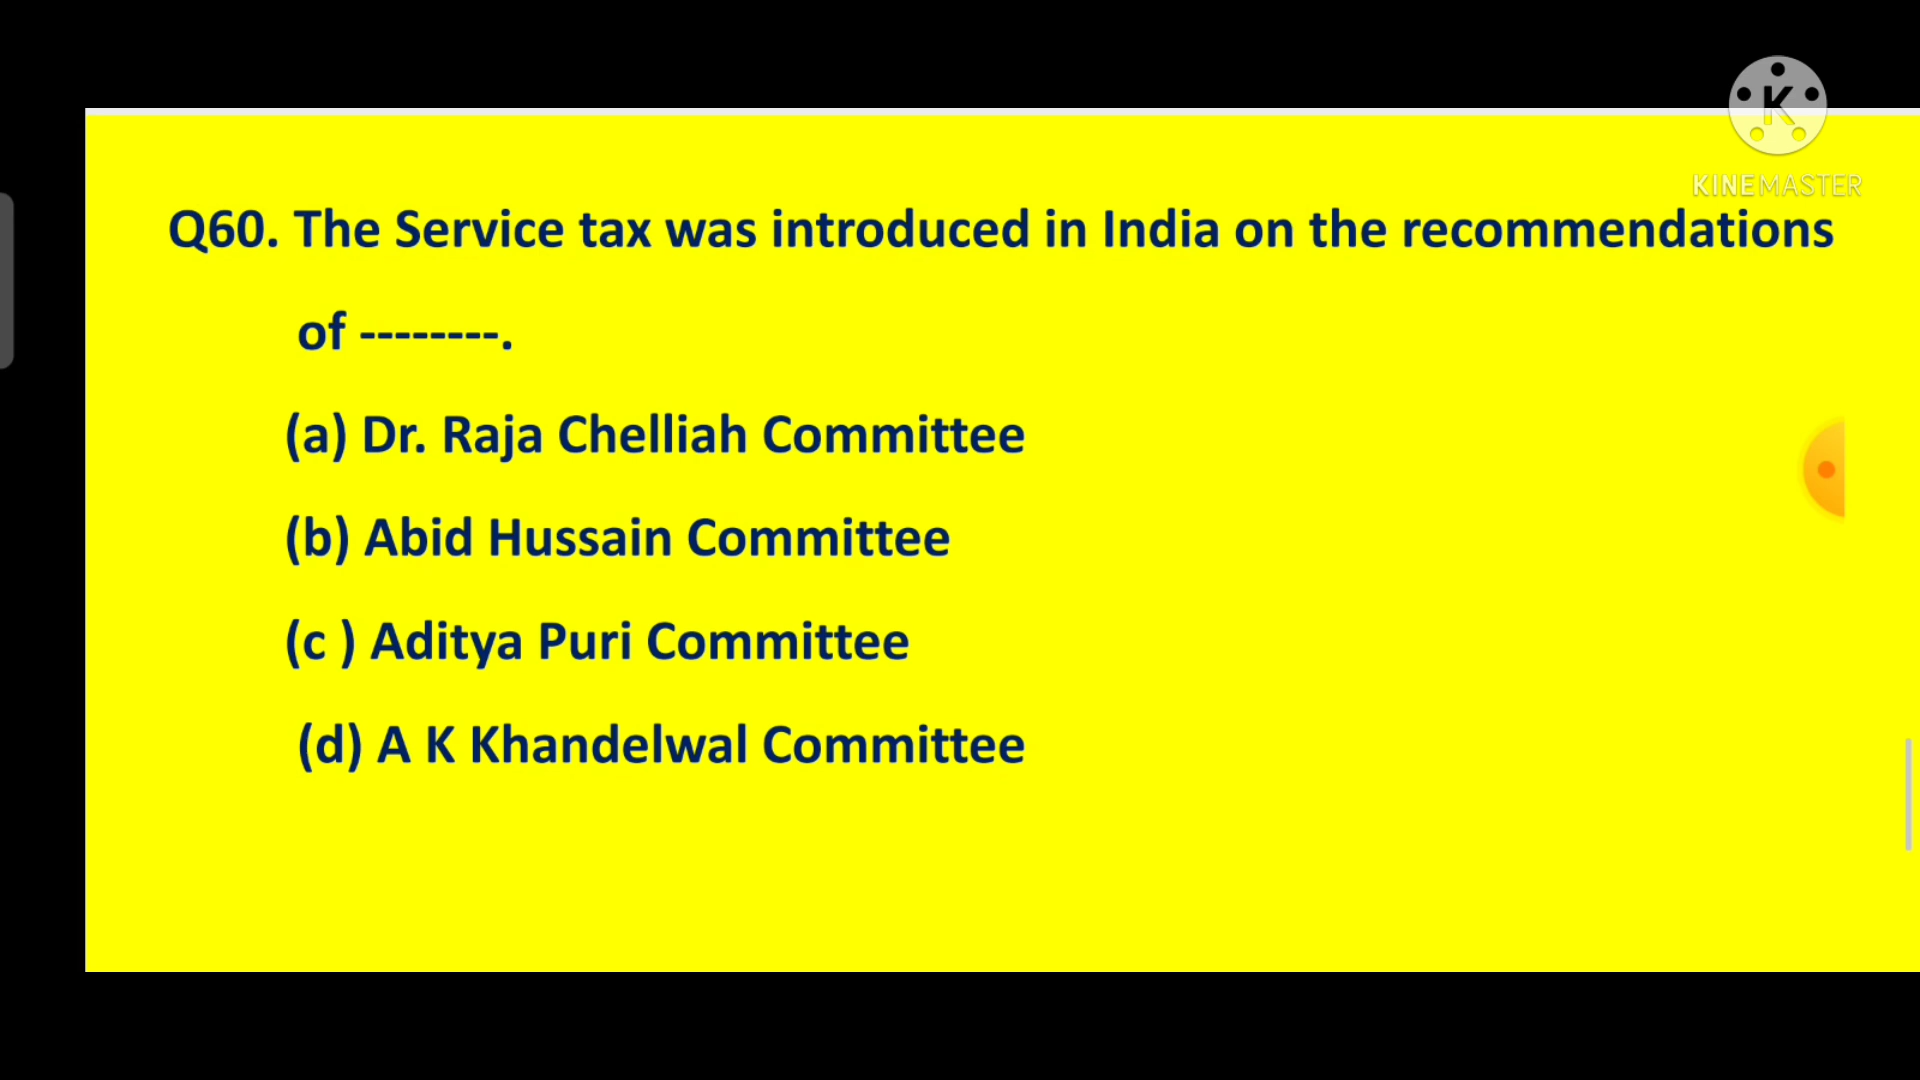 K
KINEMASTER
Q60. The Service tax was introduced in India on the recommendations
of --------.
(a) Dr. Raja Chelliah Committee
(b) Abid Hussain Committee
(c ) Aditya Puri Committee
(d) A K Khandelwal Committee